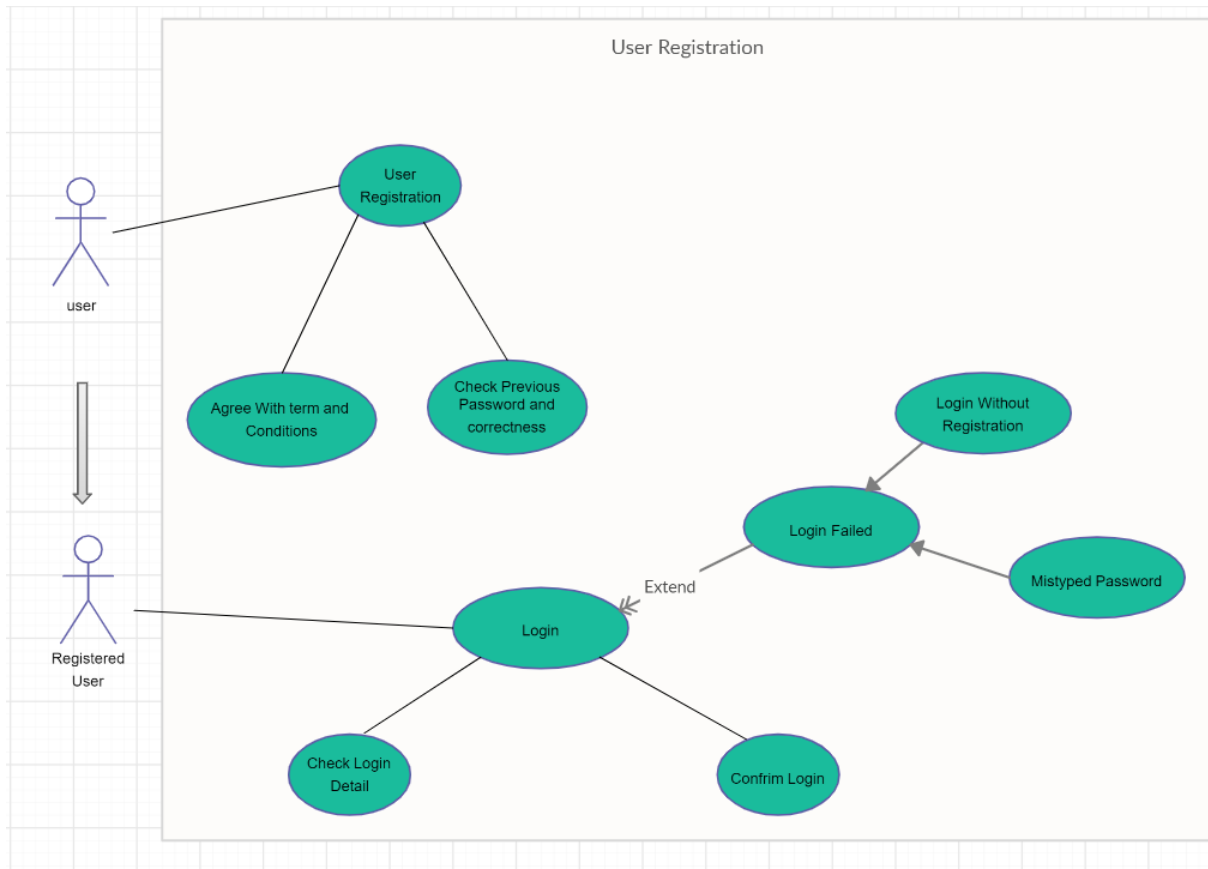 User Registration
User
Registration
user
Agree With term and
Conditions
Check Previous
Password and
correctness
Login Without
Registration
Login Failed
Mistyped Password
Extend
Login
Registered
User
Check Login
Detail
Confrim Login